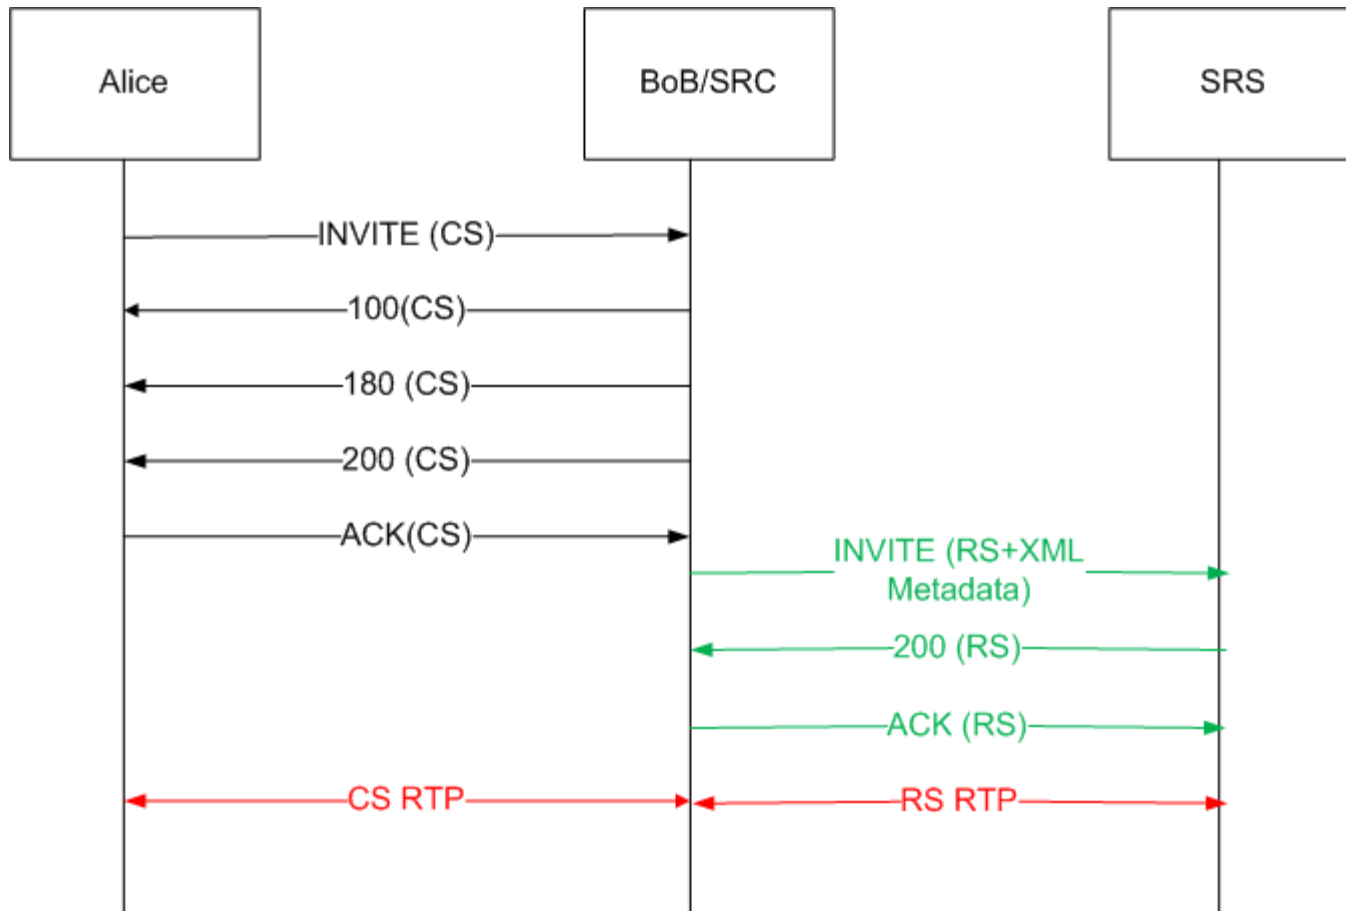 Alice
BoB/SRC
SRS
INVITE (CS)
100(CS)
180 (CS)
200 (CS)
ACK(CS)
INVITE (RS+XML
Metadata)
200 (RS)
ACK (RS)
CS RTP
RS RTP